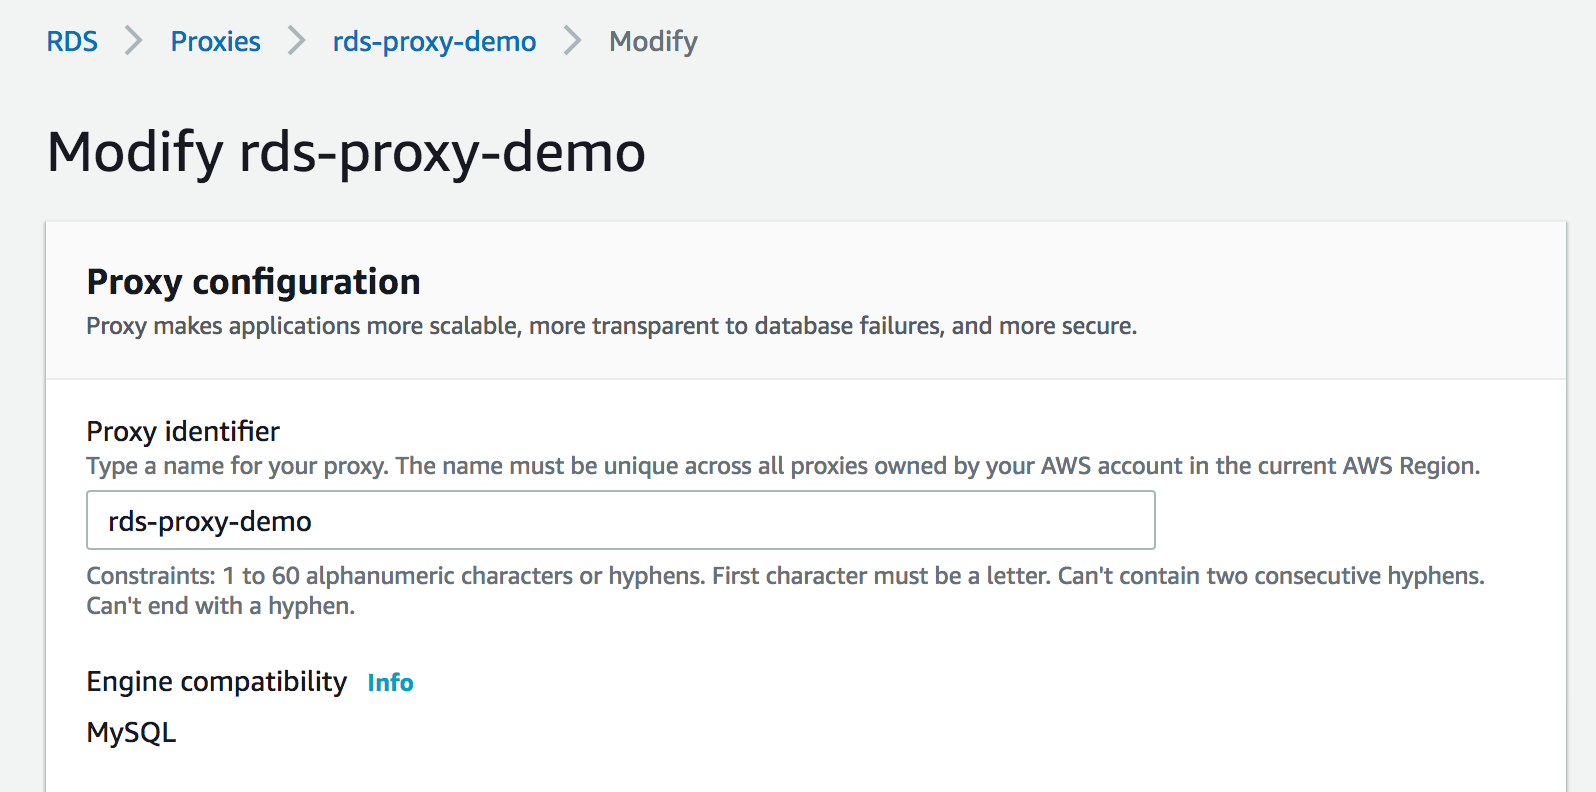 RDS Proxies rds-proxy-demo Modify
Modify rds-proxy-demo
Proxy configuration
Proxy makes applications more scalable, more transparent to database failures, and more secure.
Proxy identifier
Type a name for your proxy. The name must be unique across all proxies owned by your AWS account in the current AWS Region.
rds-proxy-demo
Constraints: 1 to 60 alphanumeric characters or hyphens. First character must be a letter. Can't contain two consecutive hyphens.
Can't end with a hyphen.
Engine compatibility Info
MySQL